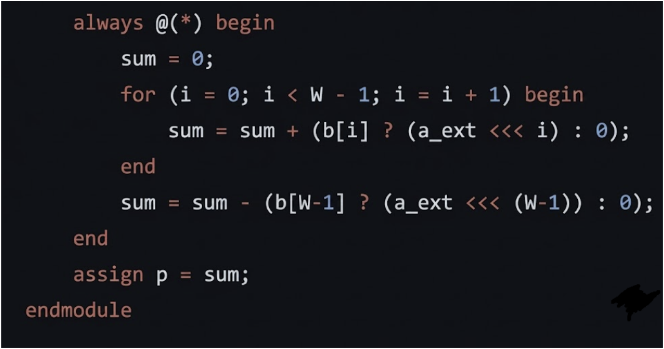 always @(*) begin
sum = 0;
for (i = 0; i < W - 1; i = i + 1) begin
sum = sum + (b[i] ? (a_ext <<< i) : 0);
end
sum = sum - (b[W-1] ? (a_ext <<< (W-1)) : 0);
end
assign p = sum;
endmodule